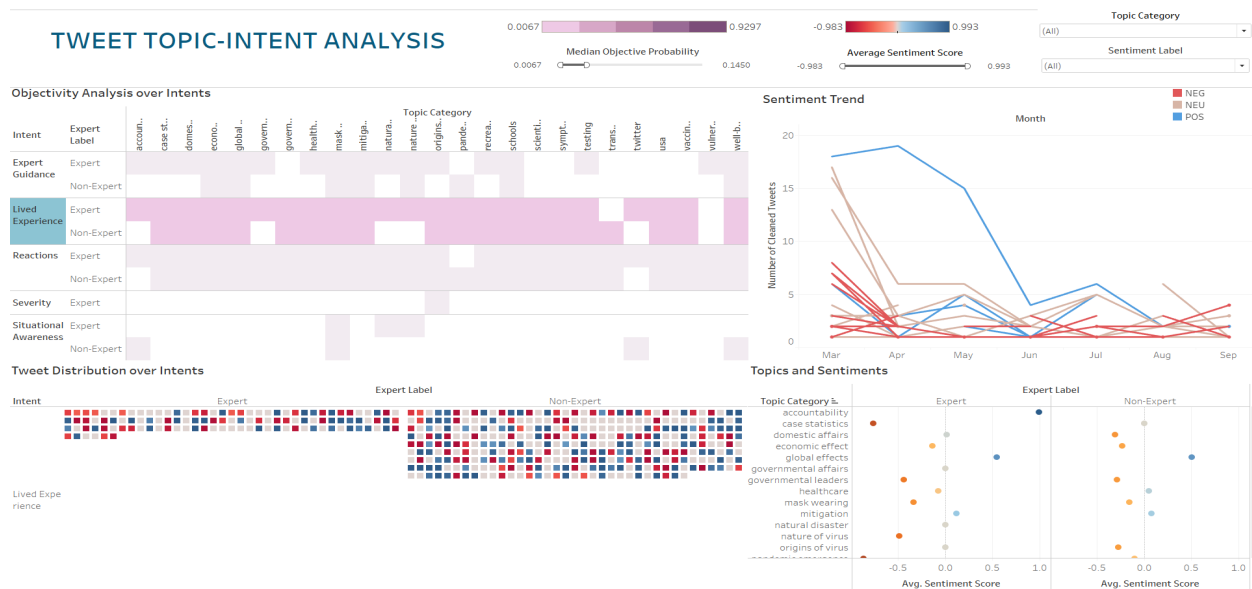 TWEET TOPIC-INTENT ANALYSIS
0.0067 0.9297
Median Objective Probability
0.0067 0.1450
-0.983 0.993
Average Sentiment Score
-0.983 0.993
Topic Category
(All)
Sentiment Label
(All)
Objectivity Analysis over Intents
Topic Category
Intent Expert Label
accoun.. case st.. domes.. econo.. global .. govern.. govern.. health.. mask .. mitiga.. natura.. nature .. origins.. pande.. recrea.. schools scienti.. sympt.. testing trans.. twitter usa vaccin.. vulner.. well-b..
Expert Guidance
Expert
Non-Expert
Lived Experience
Expert
Non-Expert
Reactions
Expert
Non-Expert
Severity
Expert
Situational Awareness
Expert
Non-Expert
Sentiment Trend
NEG
NEU
POS
Month
Number of Cleaned Tweets
20
15
10
5
0
Mar Apr May Jun Jul Aug Sep
Tweet Distribution over Intents
Expert Label
Intent Expert Non-Expert
Lived Expe
rience
Topics and Sentiments
Expert Label
Topic Category Expert Non-Expert
accountability
case statistics
domestic affairs
economic effect
global effects
governmental affairs
governmental leaders
healthcare
mask wearing
mitigation
natural disaster
nature of virus
origins of virus
-0.5 0.0 0.5 1.0 -0.5 0.0 0.5 1.0
Avg. Sentiment Score Avg. Sentiment Score